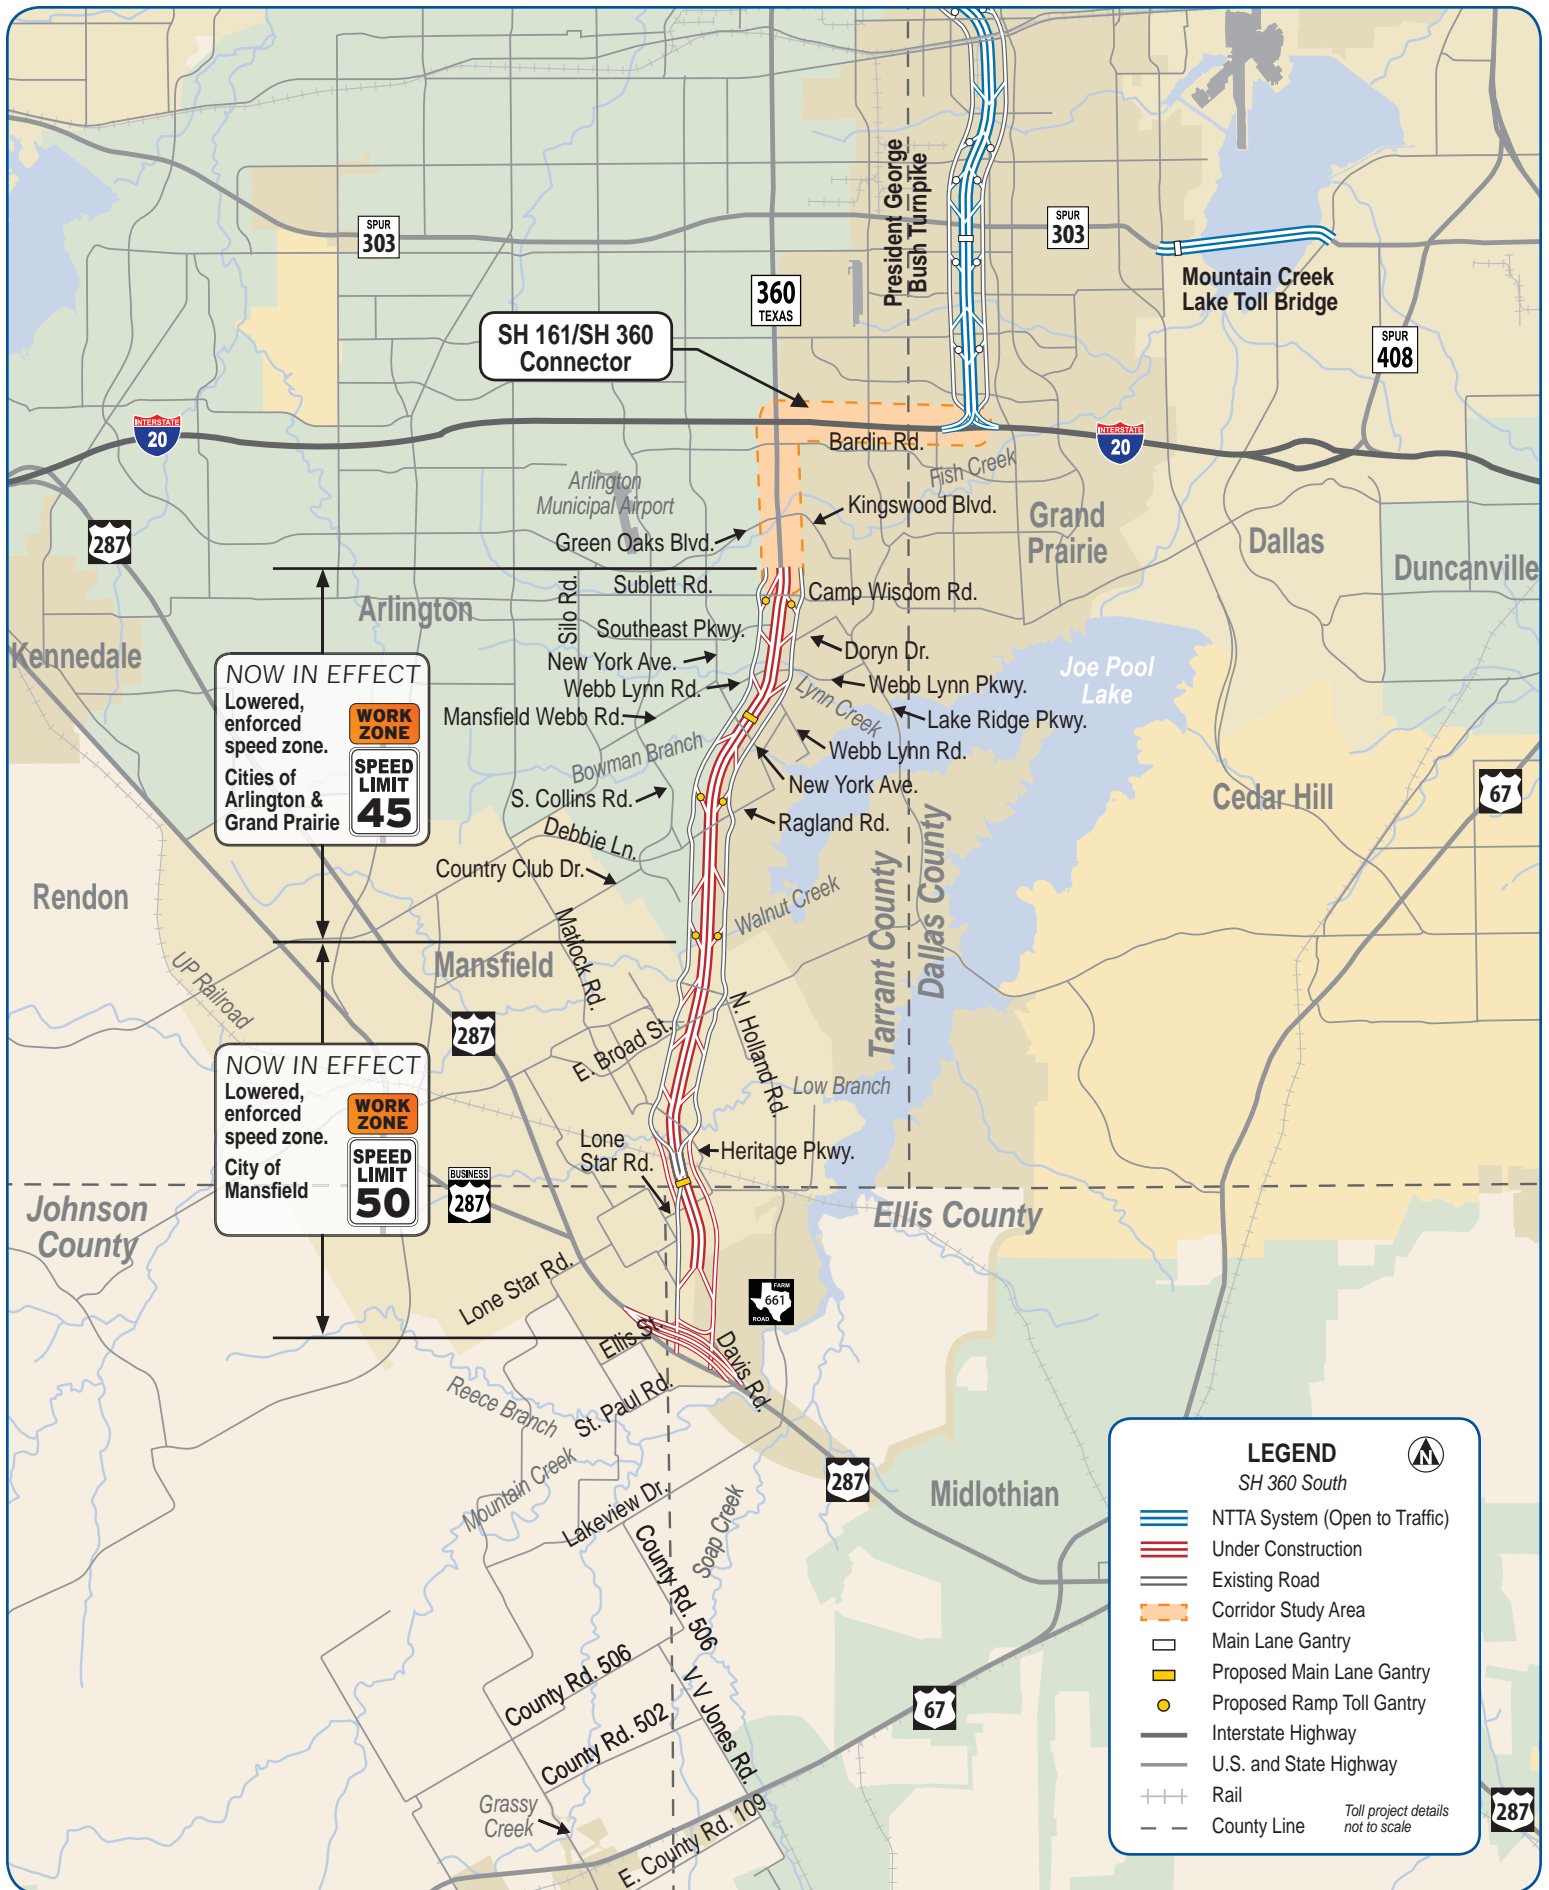 President George
Bush Turnpike
SPUR
303
SPUR
303
Mountain Creek
Lake Toll Bridge
360
TEXAS
SPUR
408
SH 161/SH 360
Connector
INTERSTATE
20
INTERSTATE
20
Bardin Rd.
Fish Creek
Arlington
Municipal Airport
Kingswood Blvd.
Grand
Prairie
Dallas
Duncanville
287
Green Oaks Blvd.
Sublett Rd.
Silo Rd.
Camp Wisdom Rd.
Arlington
Kennedale
Southeast Pkwy.
New York Ave.
Webb Lynn Rd.
Mansfield Webb Rd.
Doryn Dr.
Webb Lynn Pkwy.
Lynn Creek
Lake Ridge Pkwy.
Joe Pool
Lake
NOW IN EFFECT
Lowered,
enforced
speed zone.
Cities of
Arlington &
Grand Prairie
WORK
ZONE
SPEED
LIMIT
45
Bowman Branch
Webb Lynn Rd.
New York Ave.
S. Collins Rd.
Ragland Rd.
Debbie Ln.
Country Club Dr.
Cedar Hill
67
Rendon
Walnut Creek
Tarrant County
Dallas County
Matlock Rd.
Mansfield
UP Railroad
287
E. Broad St.
N. Holland Rd.
Low Branch
NOW IN EFFECT
Lowered,
enforced
speed zone.
City of
Mansfield
WORK
ZONE
SPEED
LIMIT
50
Lone
Star Rd.
Heritage Pkwy.
BUSINESS
287
Johnson
County
Ellis County
Lone Star Rd.
FARM
661
ROAD
Ellis St.
Davis Rd.
Reece Branch
St. Paul Rd.
Mountain Creek
Lakeview Dr.
Soap Creek
287
Midlothian
County Rd. 506
County Rd. 506
V V Jones Rd.
County Rd. 502
67
Grassy
Creek
E. County Rd. 109
287
LEGEND
N
SH 360 South
NTTA System (Open to Traffic)
Under Construction
Existing Road
Corridor Study Area
Main Lane Gantry
Proposed Main Lane Gantry
Proposed Ramp Toll Gantry
Interstate Highway
U.S. and State Highway
Rail
County Line
Toll project details
not to scale